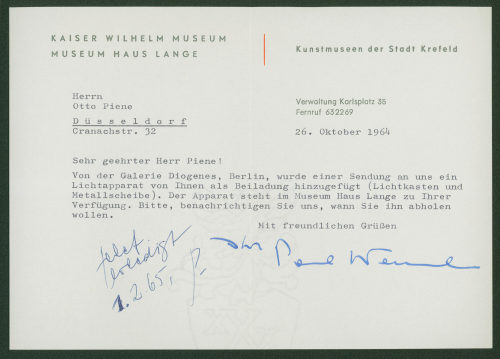 KAISER WILHELM MUSEUM
MUSEUM HAUS LANGE
Kunstmuseen der Stadt Krefeld
Herrn
Otto Piene
Düsseldorf
Cranachstr. 32
Verwaltung Karlsplatz 35
Fernruf 632269
26. Oktober 1964
Sehr geehrter Herr Piene!
Von der Galerie Diogenes, Berlin, wurde einer Sendung an uns ein
Lichtapparat von Ihnen als Beiladung hinzugefügt (Lichtkasten und
Metallscheibe). Der Apparat steht im Museum Haus Lange zu Ihrer
Verfügung. Bitte, benachrichtigen Sie uns, wann Sie ihn abholen
wollen.
Mit freundlichen Grüßen
Ihr Paul Wember
erledigt
1.2.65, P.